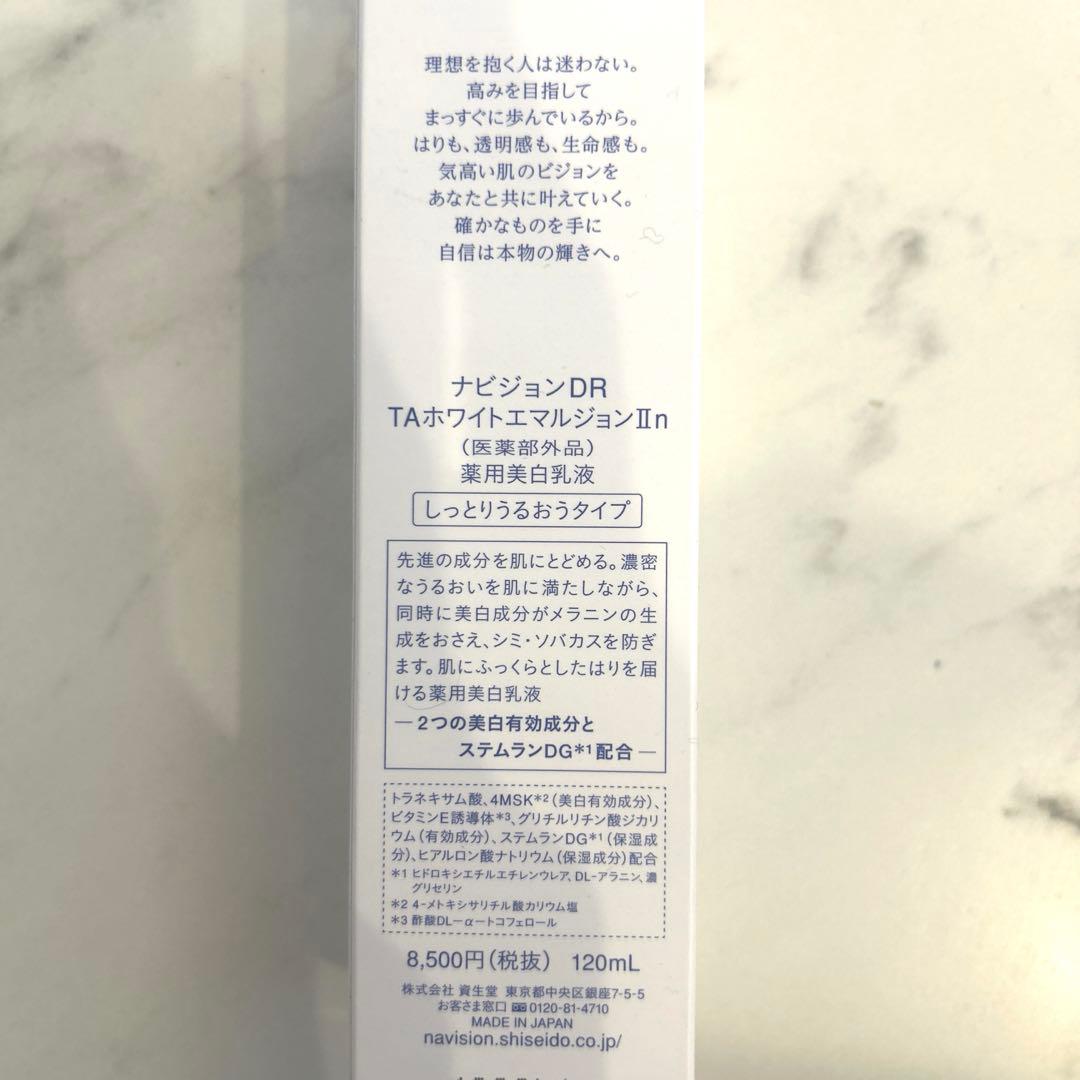 理想を抱く人は迷わない。
高みを目指して
まっすぐに歩んでいるから。
はりも、透明感も、生命感も。
気高い肌のビジョンを
あなたと共に叶えていく。
確かなものを手に
自信は本物の輝きへ。
ナビジョンDR
TAホワイトエマルジョンⅡn
（医薬部外品）
薬用美白乳液
しっとりうるおうタイプ
先進の成分を肌にとどめる。濃密
なうるおいを肌に満たしながら、
同時に美白成分がメラニンの生
成をおさえ、シミ・ソバカスを防ぎ
ます。肌にふっくらとしたはりを届
ける薬用美白乳液
― 2つの美白有効成分と
ステムランDG*1配合 ―
トラネキサム酸、4MSK*2（美白有効成分）、
ビタミンE誘導体*3、グリチルリチン酸ジカリ
ウム（有効成分）、ステムランDG*1（保湿成
分）、ヒアルロン酸ナトリウム（保湿成分）配合
*1 ヒドロキシエチルエチレンウレア、DL-アラニン、濃
グリセリン
*2 4-メトキシサリチル酸カリウム塩
*3 酢酸DL-α-トコフェロール
8,500円（税抜） 120mL
株式会社 資生堂 東京都中央区銀座7-5-5
お客さま窓口 0120-81-4710
MADE IN JAPAN
navision.shiseido.co.jp/